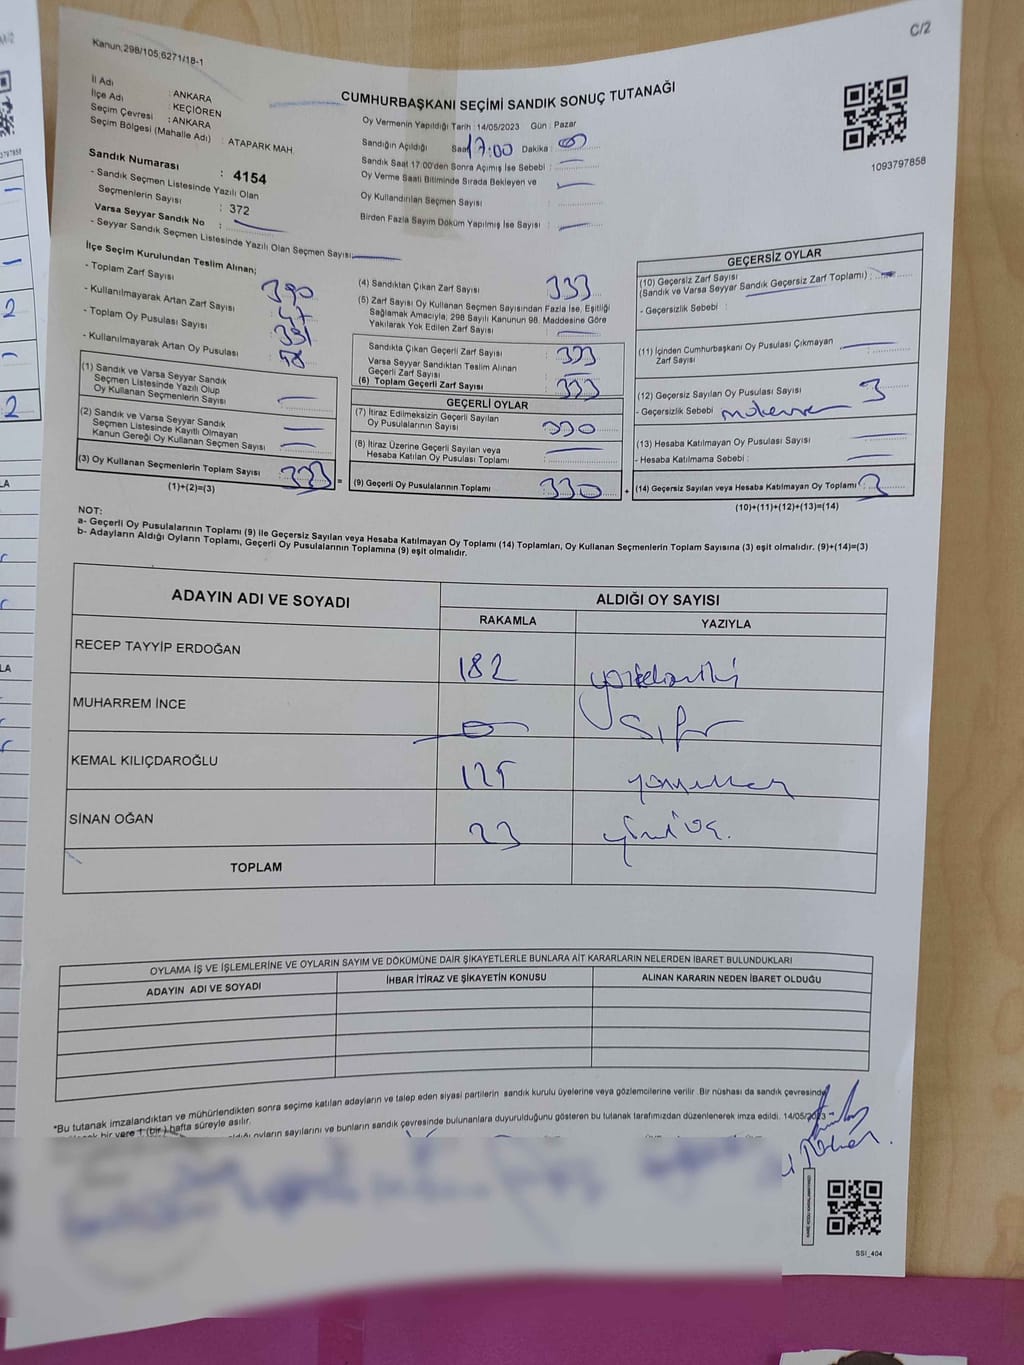 C/2
Kanun;298/105;6271/18-1
CUMHURBAŞKANI SEÇİMİ SANDIK SONUÇ TUTANAĞI
1093797858
İl Adı : ANKARA
İlçe Adı : KEÇİÖREN
Seçim Çevresi : ANKARA
Seçim Bölgesi (Mahalle Adı) : ATAPARK MAH.
Sandık Numarası : 4154
- Sandık Seçmen Listesinde Yazılı Olan
Seçmenlerin Sayısı : 372
Varsa Seyyar Sandık No :
- Seyyar Sandık Seçmen Listesinde Yazılı Olan Seçmen Sayısı:
Oy Vermenin Yapıldığı Tarih : 14/05/2023 Gün : Pazar
Sandığın Açıldığı Saat 17:00 Dakika :
Sandık Saat 17:00'den Sonra Açımış İse Sebebi :
Oy Verme Saati Bitiminde Sırada Bekleyen ve
Oy Kullandırılan Seçmen Sayısı :
Birden Fazla Sayım Döküm Yapılmış İse Sayısı :
İlçe Seçim Kurulundan Teslim Alınan;
- Toplam Zarf Sayısı 390
- Kullanılmayarak Artan Zarf Sayısı
- Toplam Oy Pusulası Sayısı
- Kullanılmayarak Artan Oy Pusulası
(1) Sandık ve Varsa Seyyar Sandık
Seçmen Listesinde Yazılı Olup
Oy Kullanan Seçmenlerin Sayısı :
(2) Sandık ve Varsa Seyyar Sandık
Seçmen Listesinde Kayıtlı Olmayan
Kanun Gereği Oy Kullanan Seçmen Sayısı :
(3) Oy Kullanan Seçmenlerin Toplam Sayısı 333
(1)+(2)=(3)
(4) Sandıktan Çıkan Zarf Sayısı : 333
(5) Zarf Sayısı Oy Kullanan Seçmen Sayısından Fazla İse, Eşitliği
Sağlamak Amacıyla; 298 Sayılı Kanunun 98. Maddesine Göre
Yakılarak Yok Edilen Zarf Sayısı :
Sandıkta Çıkan Geçerli Zarf Sayısı : 333
Varsa Seyyar Sandıktan Teslim Alınan
Geçerli Zarf Sayısı :
(6) Toplam Geçerli Zarf Sayısı : 333
GEÇERLİ OYLAR
(7) İtiraz Edilmeksizin Geçerli Sayılan
Oy Pusulalarının Sayısı : 330
(8) İtiraz Üzerine Geçerli Sayılan veya
Hesaba Katılan Oy Pusulası Toplamı :
= (9) Geçerli Oy Pusulalarının Toplamı : 330
GEÇERSİZ OYLAR
(10) Geçersiz Zarf Sayısı
(Sandık ve Varsa Seyyar Sandık Geçersiz Zarf Toplamı) :
- Geçersizlik Sebebi :
(11) İçinden Cumhurbaşkanı Oy Pusulası Çıkmayan
Zarf Sayısı
(12) Geçersiz Sayılan Oy Pusulası Sayısı : 3
- Geçersizlik Sebebi
(13) Hesaba Katılmayan Oy Pusulası Sayısı :
- Hesaba Katılmama Sebebi :
+ (14) Geçersiz Sayılan veya Hesaba Katılmayan Oy Toplamı : 3
(10)+(11)+(12)+(13)=(14)
NOT:
a- Geçerli Oy Pusulalarının Toplamı (9) ile Geçersiz Sayılan veya Hesaba Katılmayan Oy Toplamı (14) Toplamları, Oy Kullanan Seçmenlerin Toplam Sayısına (3) eşit olmalıdır. (9)+(14)=(3)
b- Adayların Aldığı Oyların Toplamı, Geçerli Oy Pusulalarının Toplamına (9) eşit olmalıdır.
ADAYIN ADI VE SOYADI ALDIĞI OY SAYISI
RAKAMLA YAZIYLA
RECEP TAYYİP ERDOĞAN 182
MUHARREM İNCE 0 Sıfır
KEMAL KILIÇDAROĞLU 125
SİNAN OĞAN 23
TOPLAM
OYLAMA İŞ VE İŞLEMLERİNE VE OYLARIN SAYIM VE DÖKÜMÜNE DAİR ŞİKAYETLERLE BUNLARA AİT KARARLARIN NELERDEN İBARET BULUNDUKLARI
ADAYIN ADI VE SOYADI İHBAR İTİRAZ VE ŞİKAYETİN KONUSU ALINAN KARARIN NEDEN İBARET OLDUĞU
*Bu tutanak imzalandıktan ve mühürlendikten sonra seçime katılan adayların ve talep eden siyasi partilerin sandık kurulu üyelerine veya gözlemcilerine verilir. Bir nüshası da sandık çevresinde
bir yere 1 (bir ) hafta süreyle asılır.
oyların sayılarını ve bunların sandık çevresinde bulunanlara duyurulduğunu gösteren bu tutanak tarafımızdan düzenlenerek imza edildi. 14/05/2023
SSI_404